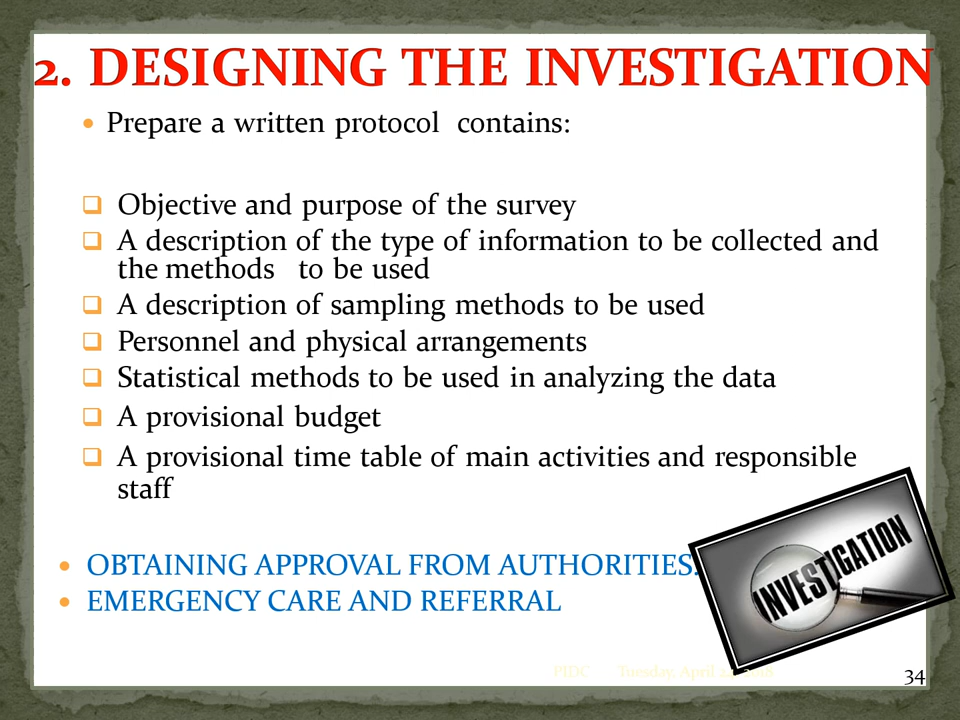 2. DESIGNING THE INVESTIGATION
Prepare a written protocol contains:
Objective and purpose of the survey
A description of the type of information to be collected and
the methods to be used
A description of sampling methods to be used
Personnel and physical arrangements
Statistical methods to be used in analyzing the data
A provisional budget
A provisional time table of main activities and responsible
staff
OBTAINING APPROVAL FROM AUTHORITIES.
EMERGENCY CARE AND REFERRAL
INVESTIGATION
PIDC Tuesday, April
34